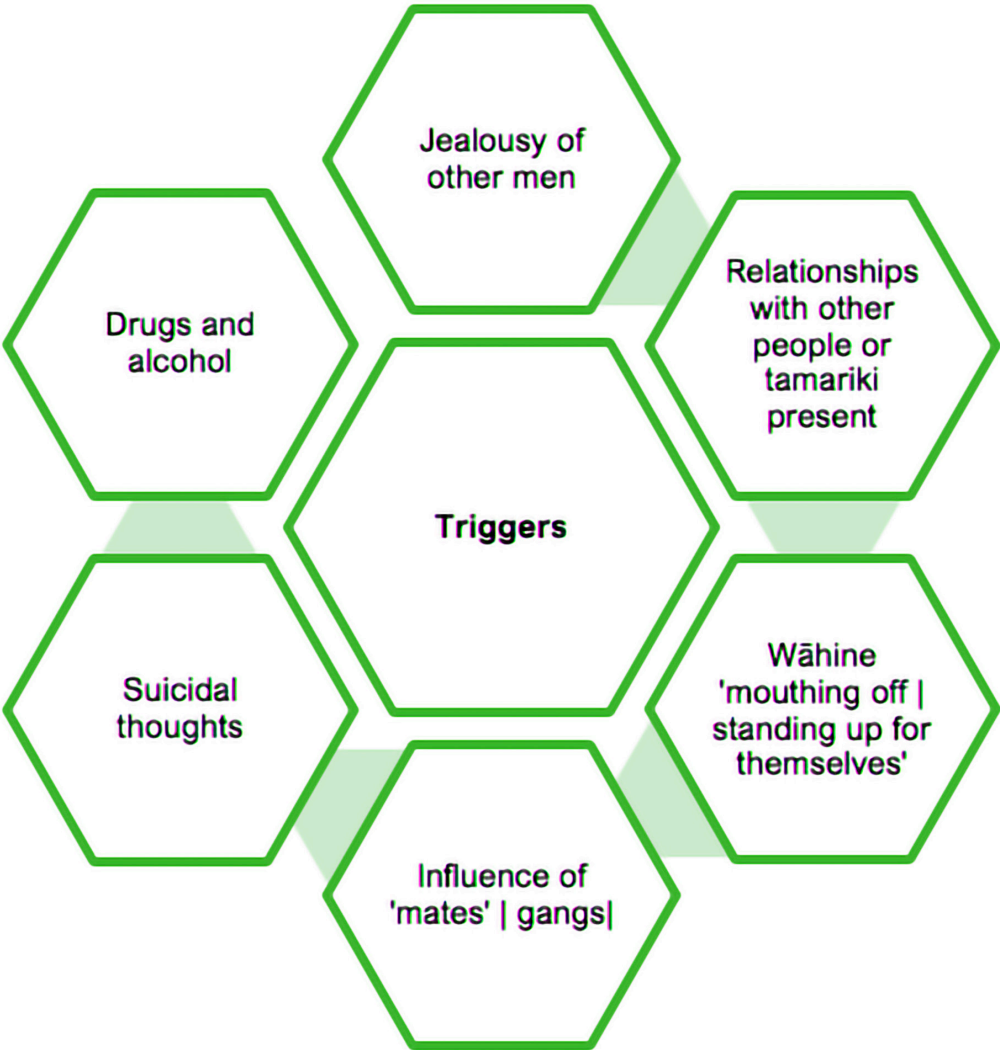 Jealousy of
other men
Relationships
with other
people or
tamariki
present
Wāhine
'mouthing off |
standing up for
themselves'
Influence of
'mates' | gangs|
Suicidal
thoughts
Drugs and
alcohol
Triggers